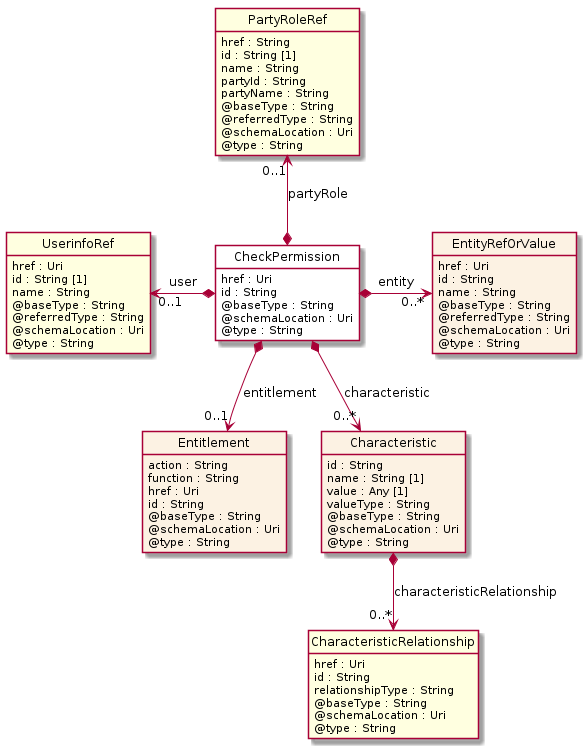 PartyRoleRef
href : String
id : String [1]
name : String
partyId : String
partyName : String
@baseType : String
@referredType : String
@schemaLocation : Uri
@type : String
0..1
partyRole
UserinfoRef
href : Uri
id : String [1]
name : String
@baseType : String
@referredType : String
@schemaLocation : Uri
@type : String
user
0..1
CheckPermission
href : Uri
id : String
@baseType : String
@schemaLocation : Uri
@type : String
entity
0..*
EntityRefOrValue
href : Uri
id : String
name : String
@baseType : String
@referredType : String
@schemaLocation : Uri
@type : String
entitlement
0..1
characteristic
0..*
Entitlement
action : String
function : String
href : Uri
id : String
@baseType : String
@schemaLocation : Uri
@type : String
Characteristic
id : String
name : String [1]
value : Any [1]
valueType : String
@baseType : String
@schemaLocation : Uri
@type : String
characteristicRelationship
0..*
CharacteristicRelationship
href : Uri
id : String
relationshipType : String
@baseType : String
@schemaLocation : Uri
@type : String